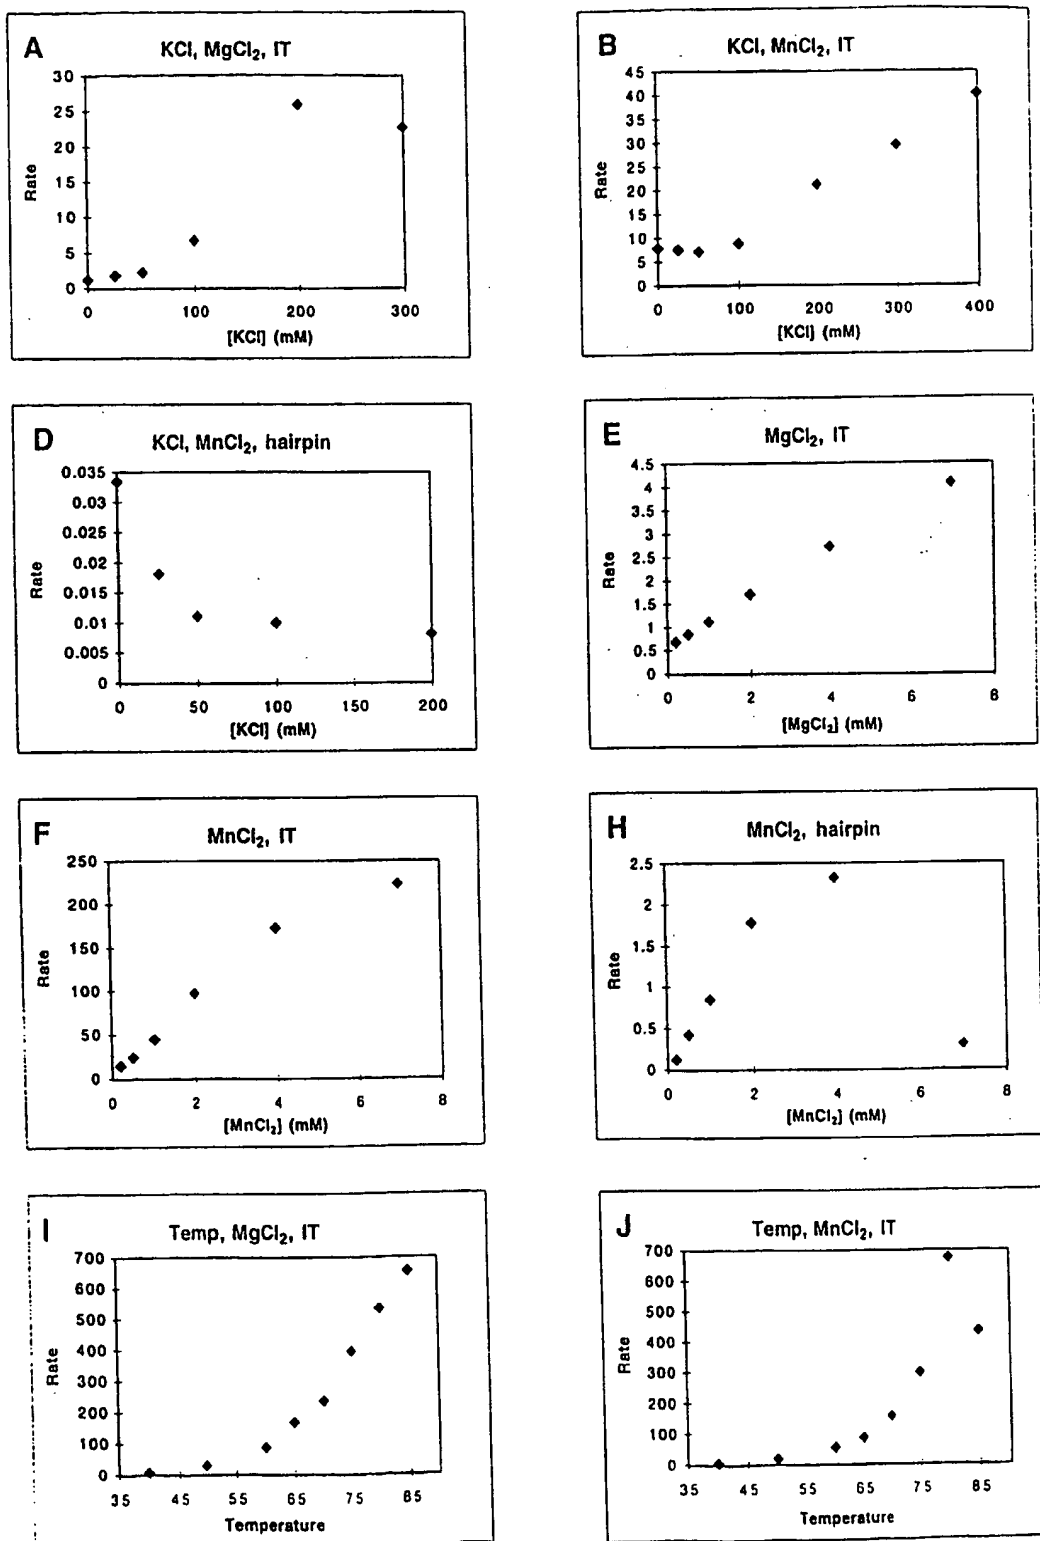 A
KCl, MgCl₂, IT
30
25
20
15
10
5
0
Rate
0 100 200 300
[KCl] (mM)
B
KCl, MnCl₂, IT
45
40
35
30
25
20
15
10
5
0
Rate
0 100 200 300 400
[KCl] (mM)
D
KCl, MnCl₂, hairpin
0.035
0.03
0.025
0.02
0.015
0.01
0.005
0
Rate
0 50 100 150 200
[KCl] (mM)
E
MgCl₂, IT
4.5
4
3.5
3
2.5
2
1.5
1
0.5
0
Rate
0 2 4 6 8
[MgCl₂] (mM)
F
MnCl₂, IT
250
200
150
100
50
0
Rate
0 2 4 6 8
[MnCl₂] (mM)
H
MnCl₂, hairpin
2.5
2
1.5
1
0.5
0
Rate
0 2 4 6 8
[MnCl₂] (mM)
I
Temp, MgCl₂, IT
700
600
500
400
300
200
100
0
Rate
35 45 55 65 75 85
Temperature
J
Temp, MnCl₂, IT
700
600
500
400
300
200
100
0
Rate
35 45 55 65 75 85
Temperature